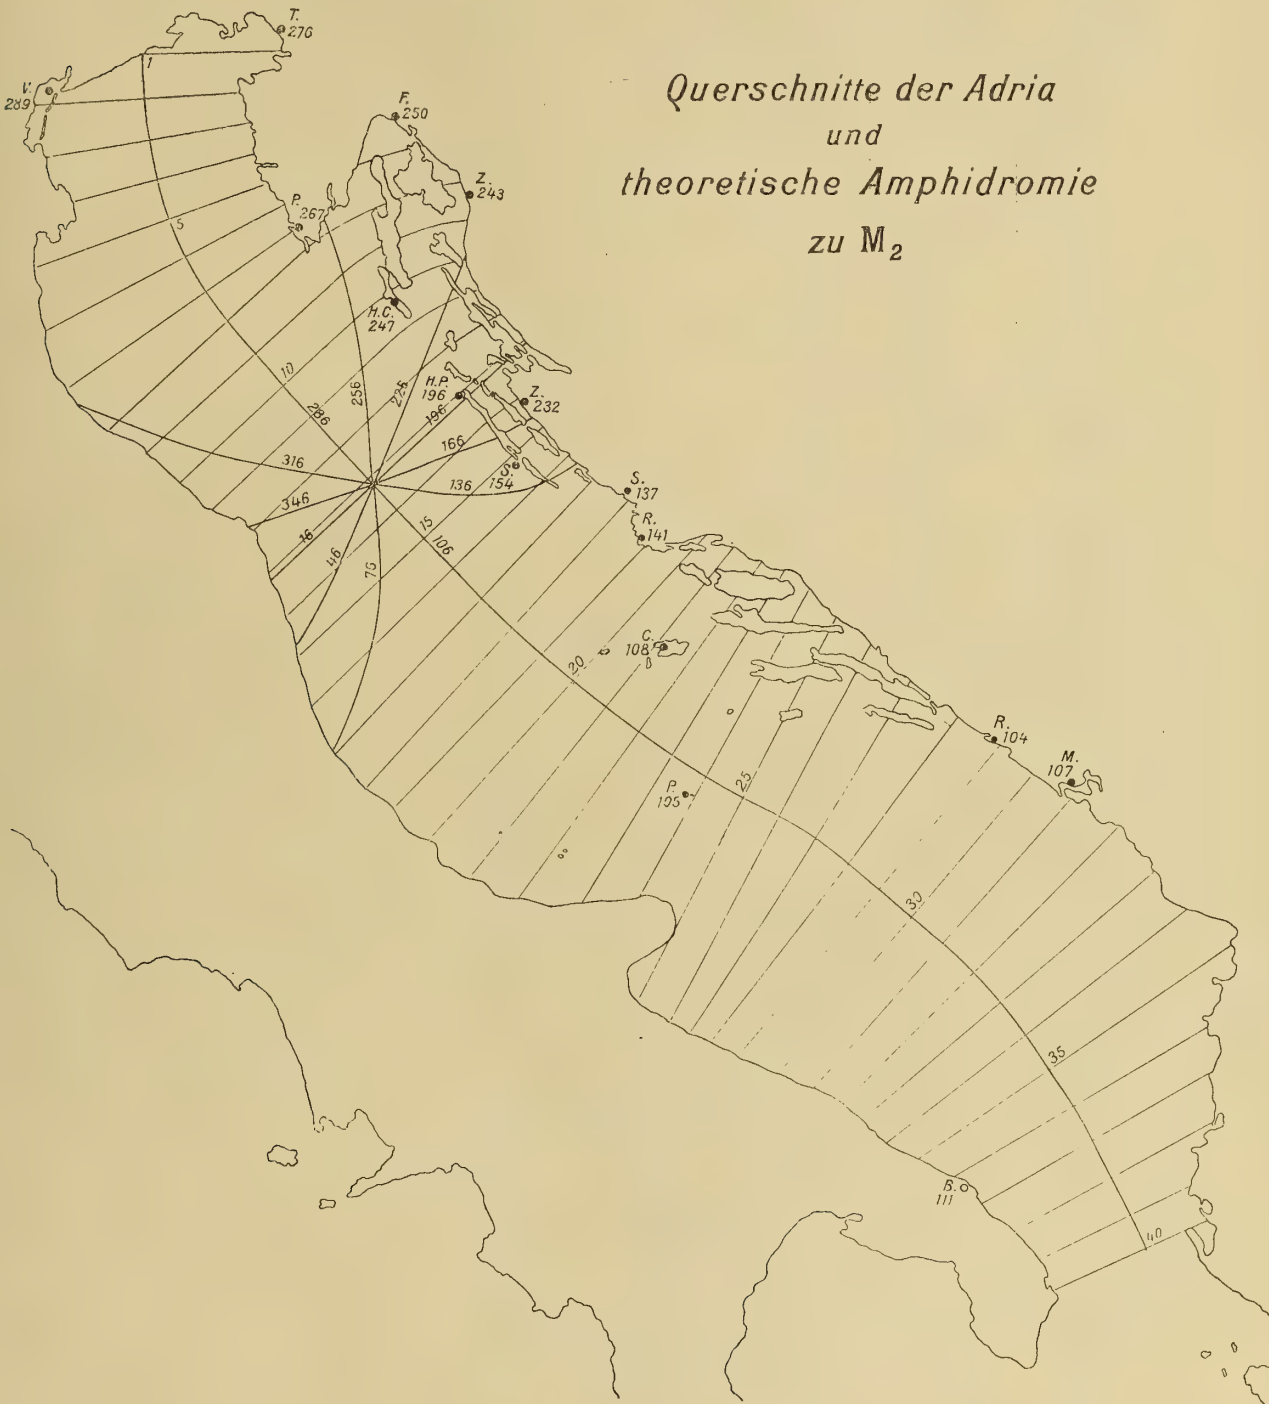 Querschnitte der Adria
und
theoretische Amphidromie
zu M₂
T.
276
1
V.
289
F.
250
Z.
243
P.
267
5
H.C.
247
10
256
225
H.P.
196
Z.
232
286
196
166
316
S.
154
136
S.
137
346
R.
141
16
15
106
46
76
C.
108
20
R.
104
M.
107
25
P.
105
30
35
B.
111
40